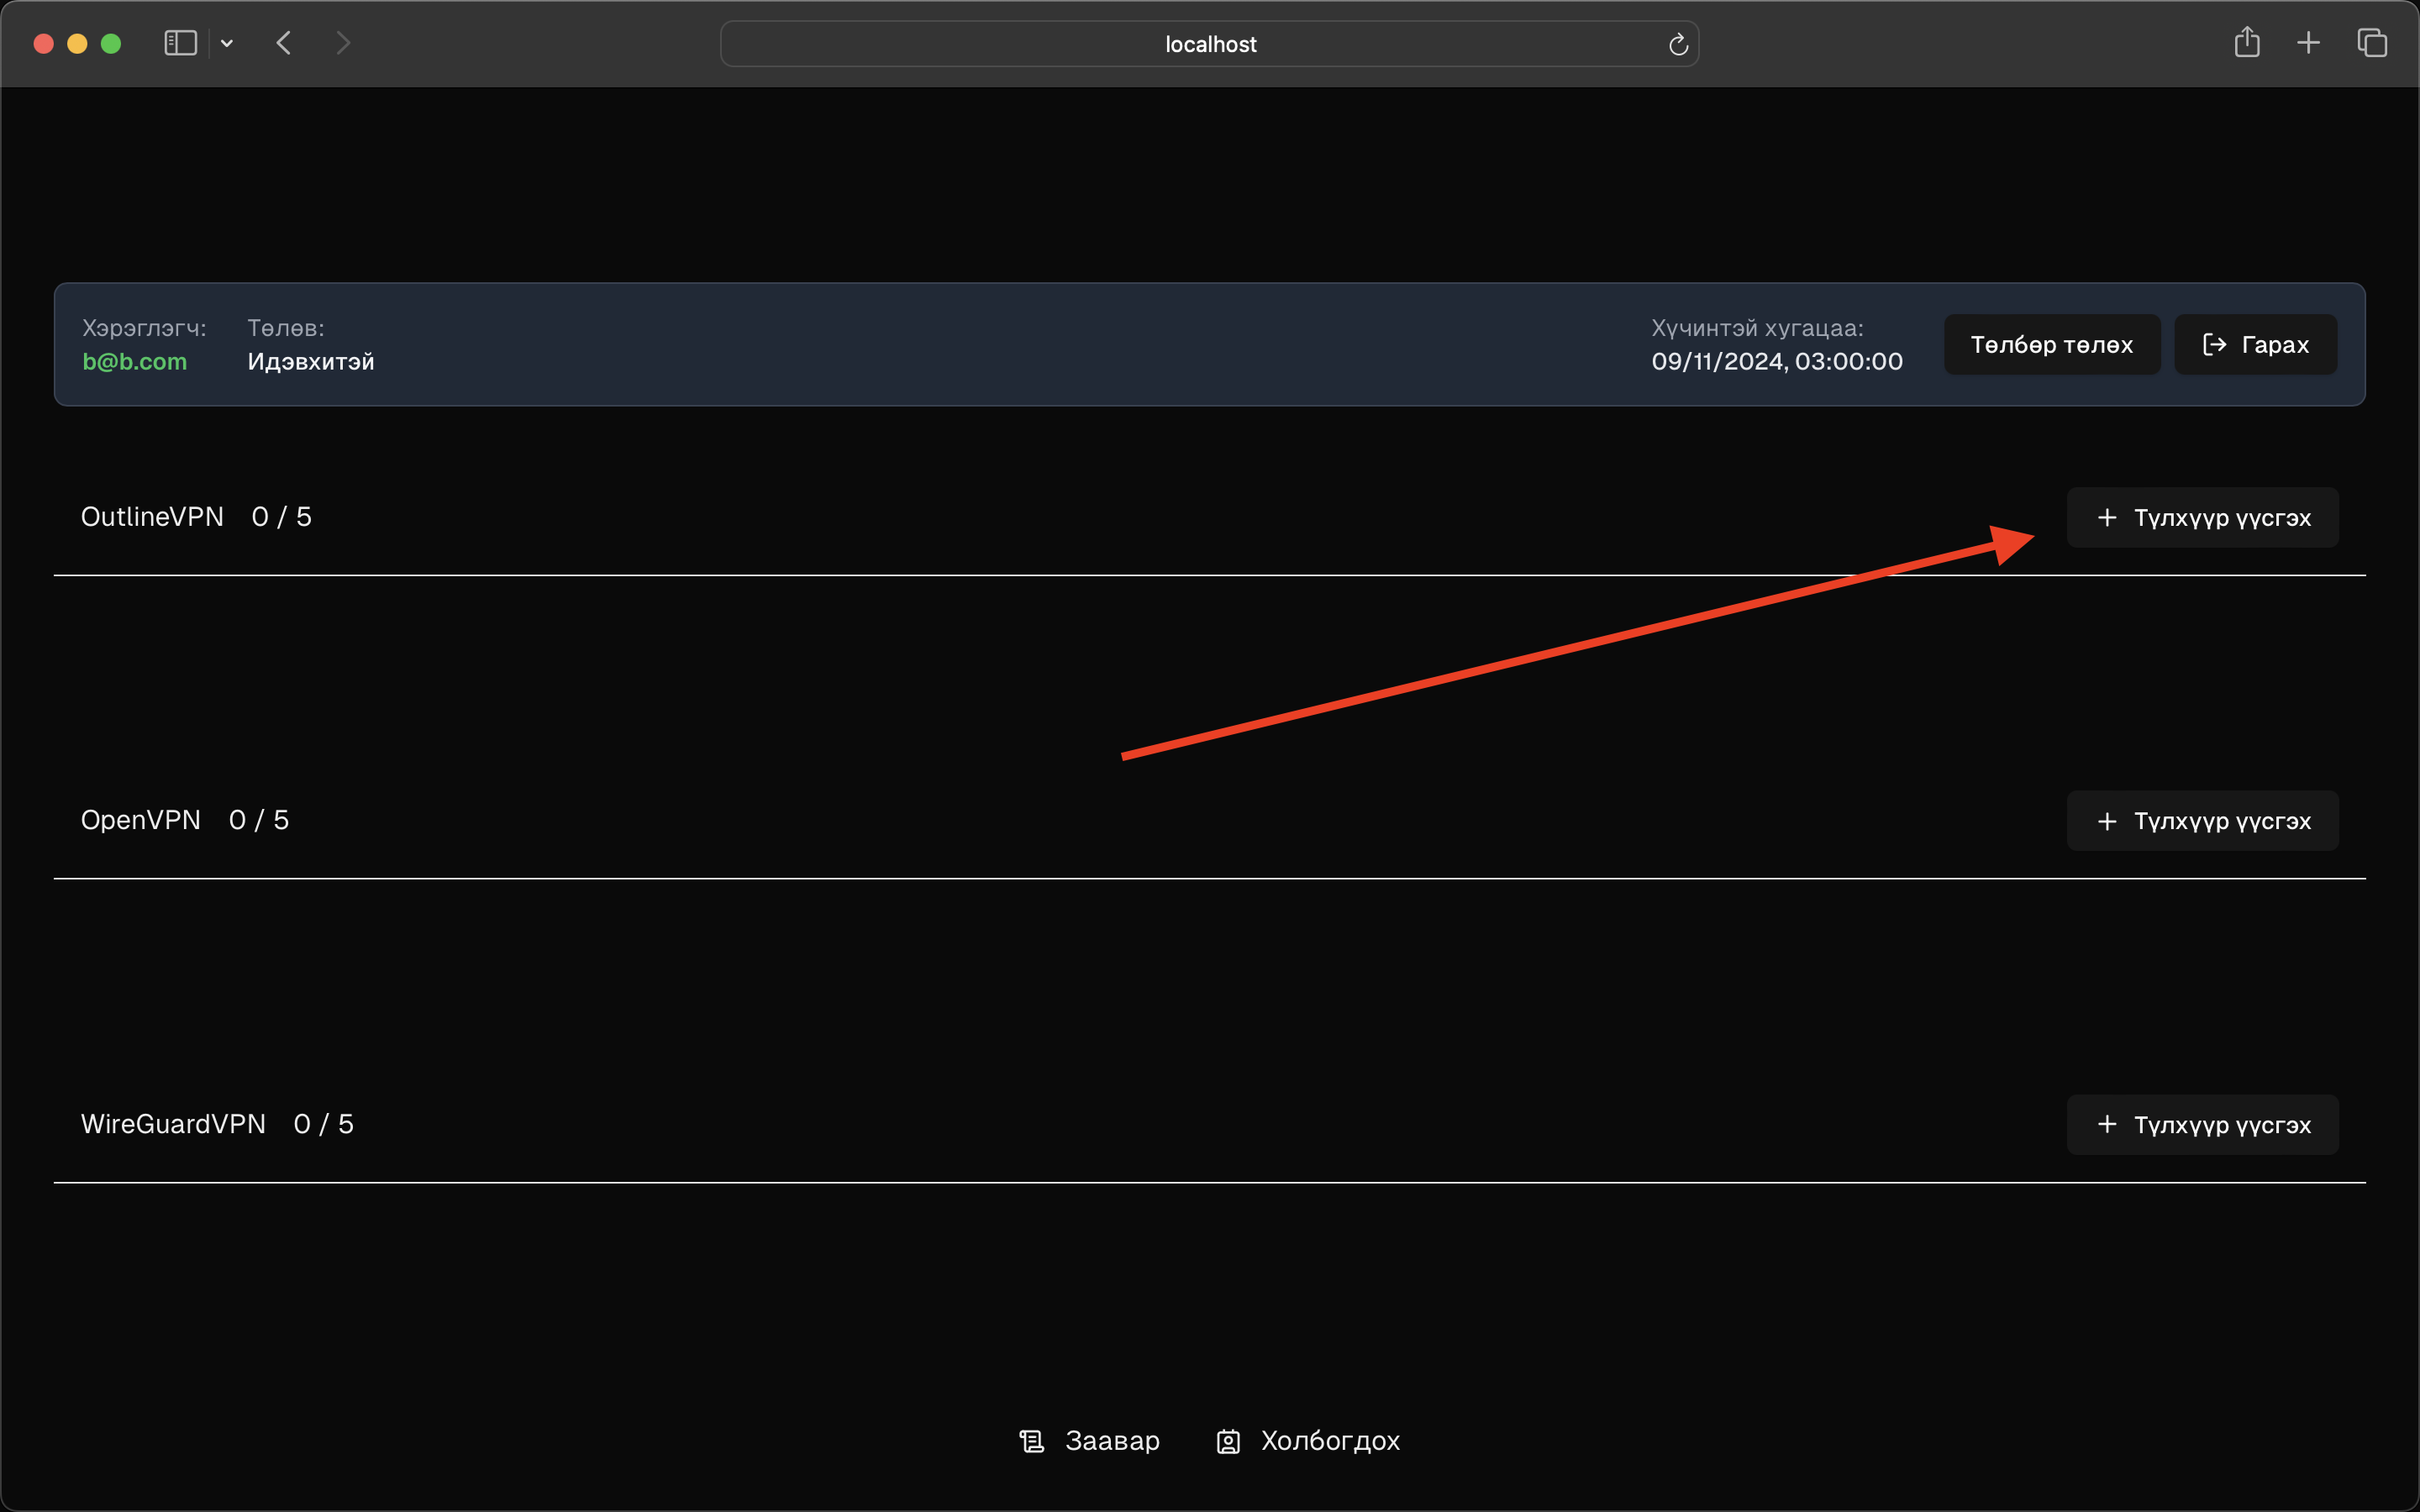 localhost
Хэрэглэгч: Төлөв: Хүчинтэй хугацаа:
b@b.com Идэвхитэй 09/11/2024, 03:00:00 Төлбөр төлөх Гарах
OutlineVPN 0 / 5 Түлхүүр үүсгэх
OpenVPN 0 / 5 Түлхүүр үүсгэх
WireGuardVPN 0 / 5 Түлхүүр үүсгэх
Заавар Холбогдох